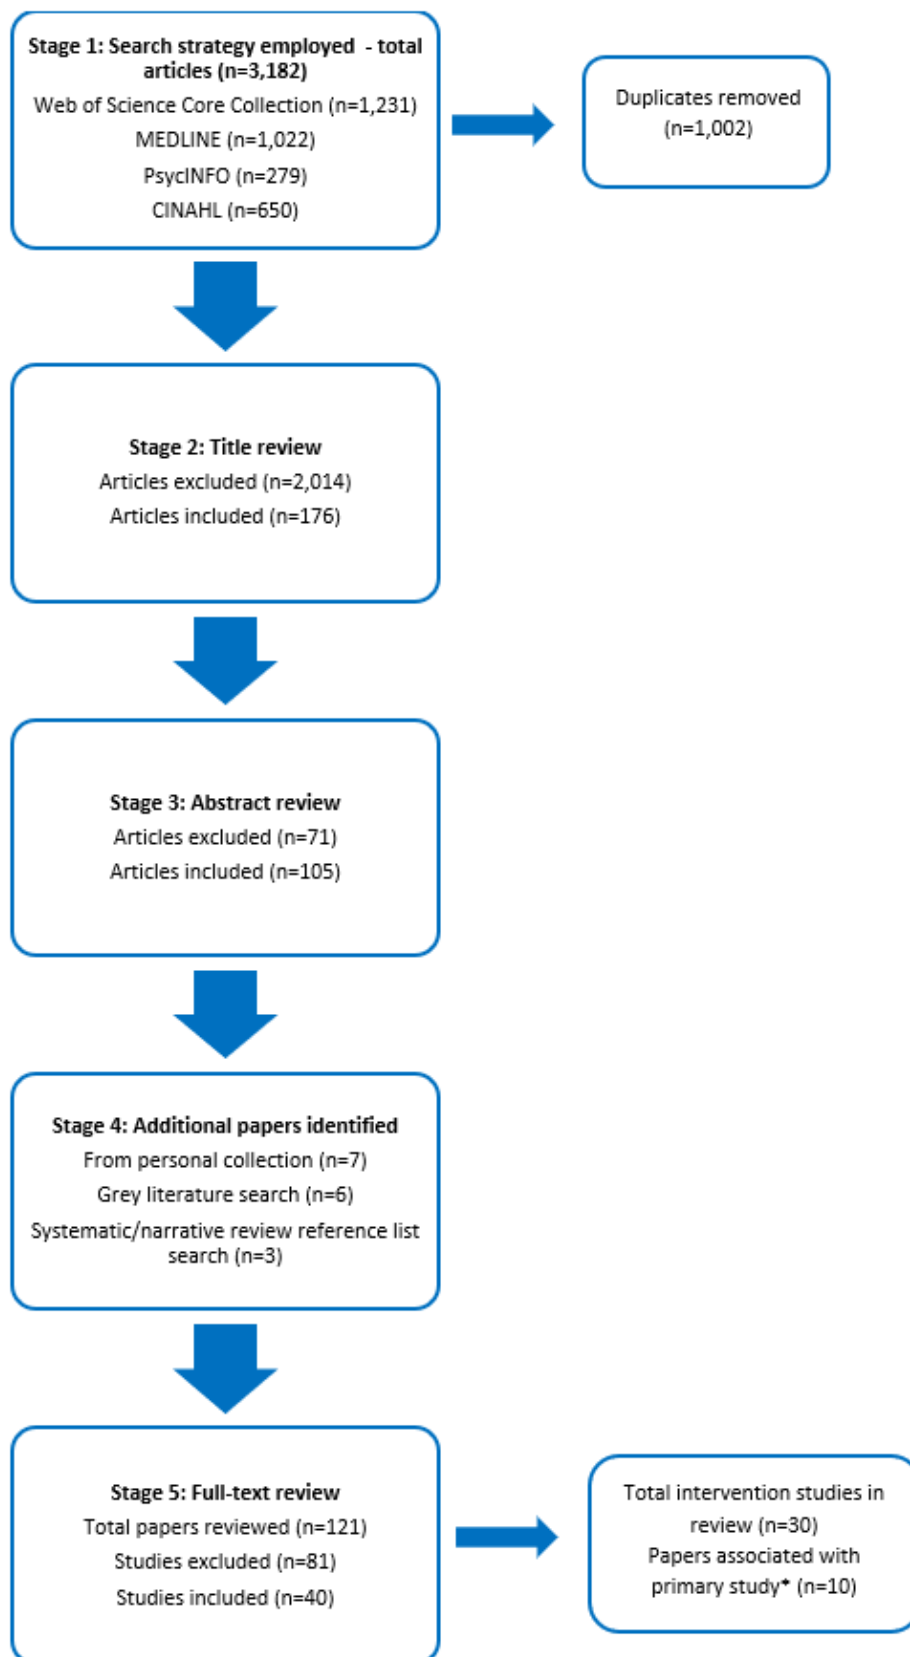 Stage 1: Search strategy employed - total
articles (n=3,182)
Web of Science Core Collection (n=1,231)
MEDLINE (n=1,022)
PsycINFO (n=279)
CINAHL (n=650)
Duplicates removed
(n=1,002)
Stage 2: Title review
Articles excluded (n=2,014)
Articles included (n=176)
Stage 3: Abstract review
Articles excluded (n=71)
Articles included (n=105)
Stage 4: Additional papers identified
From personal collection (n=7)
Grey literature search (n=6)
Systematic/narrative review reference list
search (n=3)
Stage 5: Full-text review
Total papers reviewed (n=121)
Studies excluded (n=81)
Studies included (n=40)
Total intervention studies in
review (n=30)
Papers associated with
primary study* (n=10)